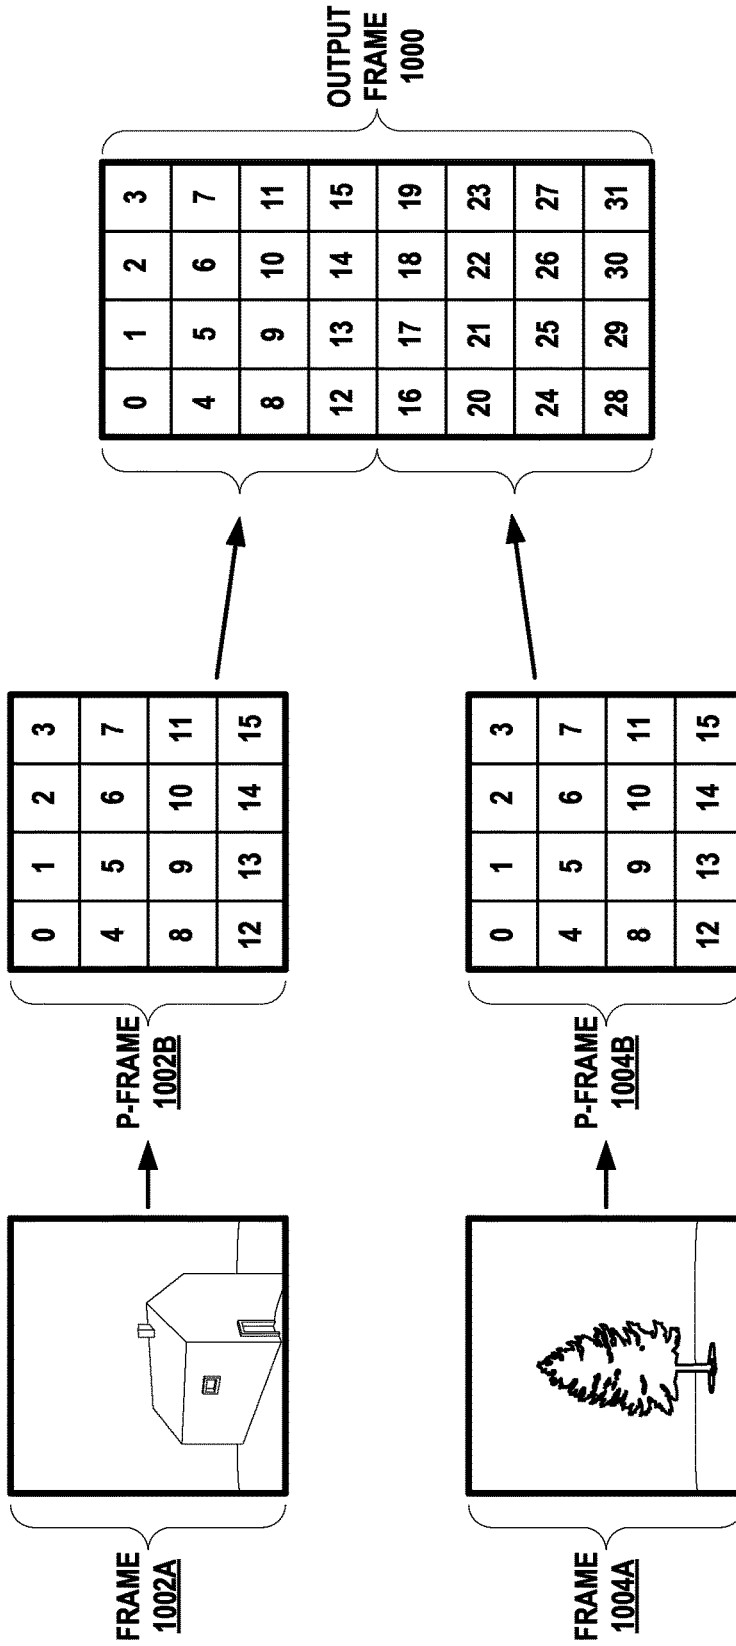 FRAME
1002A
P-FRAME
1002B
0 1 2 3
4 5 6 7
8 9 10 11
12 13 14 15
FRAME
1004A
P-FRAME
1004B
0 1 2 3
4 5 6 7
8 9 10 11
12 13 14 15
0 1 2 3
4 5 6 7
8 9 10 11
12 13 14 15
16 17 18 19
20 21 22 23
24 25 26 27
28 29 30 31
OUTPUT
FRAME
1000